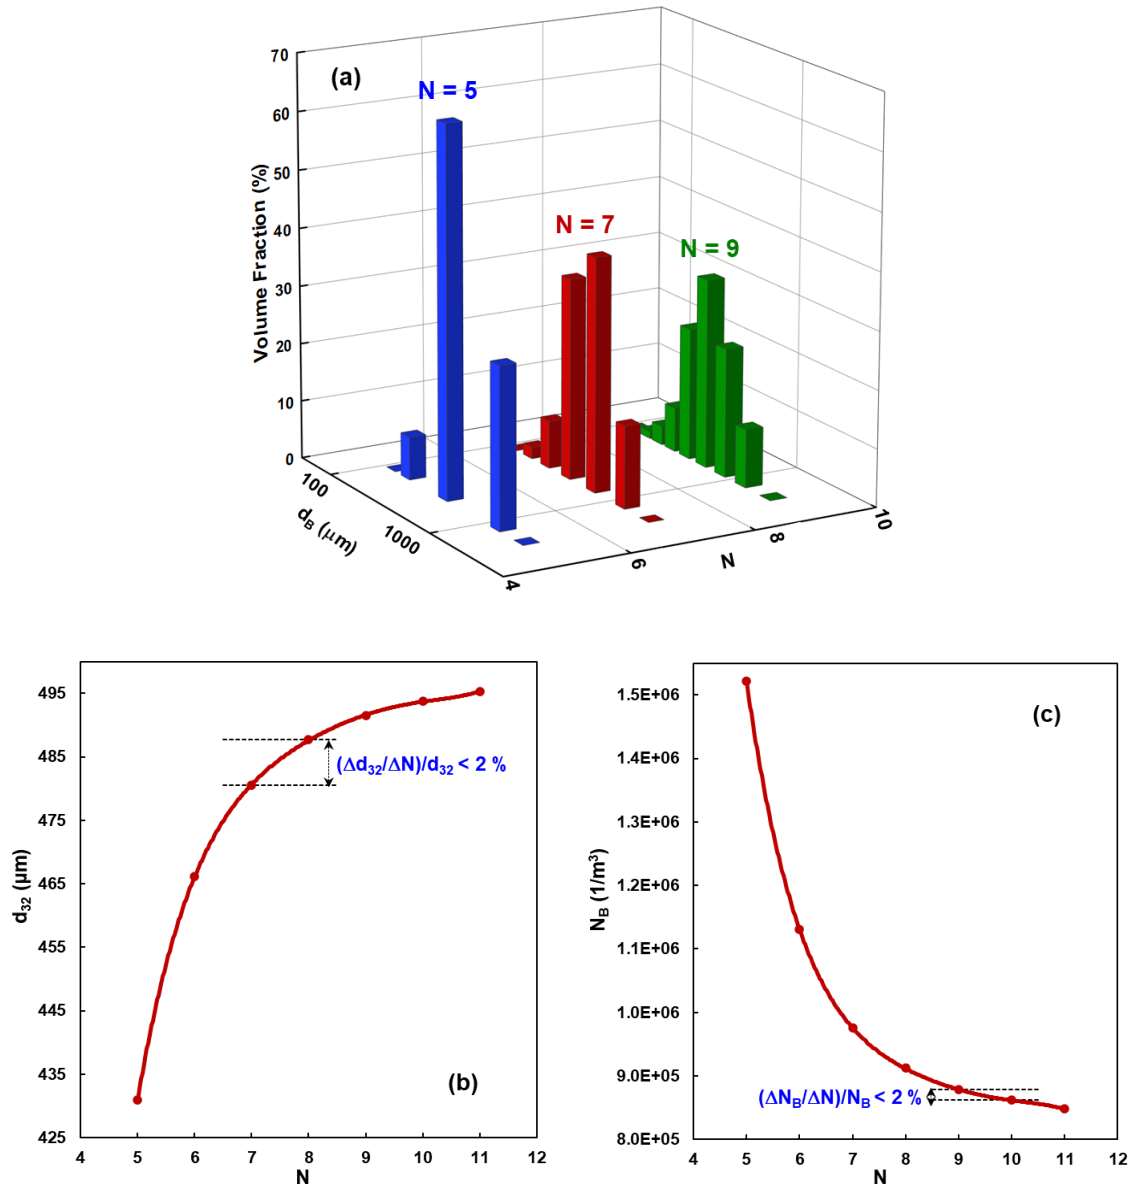 (a)
N = 5
N = 7
N = 9
Volume Fraction (%)
70
60
50
40
30
20
10
0
100
1000
d_B (μm)
4
6
8
10
N
495
485
475
465
455
445
435
425
d_32 (μm)
(Δd_32/ΔN)/d_32 < 2 %
(b)
4 5 6 7 8 9 10 11 12
N
1.5E+06
1.4E+06
1.3E+06
1.2E+06
1.1E+06
1.0E+06
9.0E+05
8.0E+05
N_B (1/m³)
(c)
(ΔN_B/ΔN)/N_B < 2 %
4 5 6 7 8 9 10 11 12
N